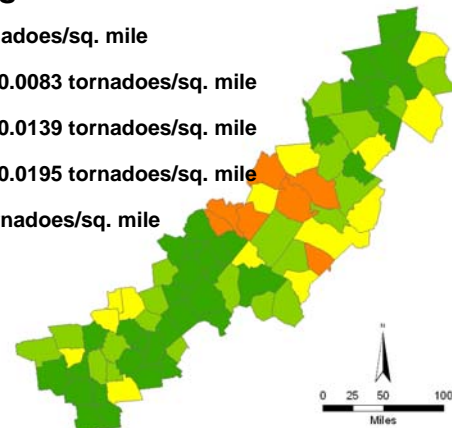 adoes/sq. mile
0.0083 tornadoes/sq. mile
0.0139 tornadoes/sq. mile
0.0195 tornadoes/sq. mile
nadoes/sq. mile
N
0 25 50 100
Miles